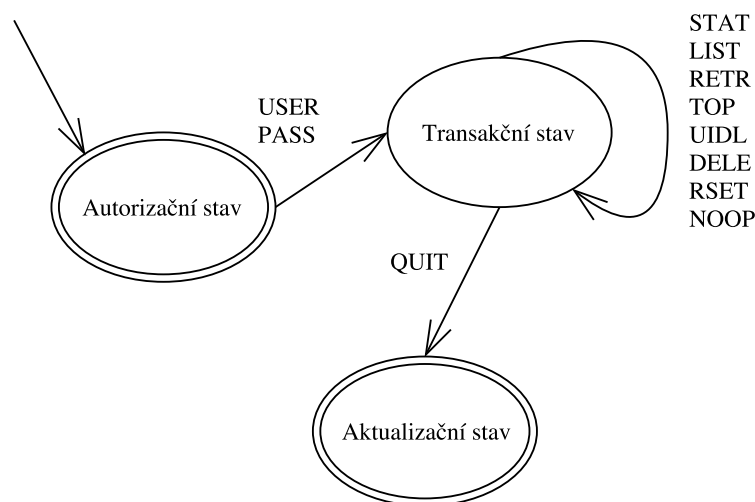 STAT
LIST
RETR
TOP
UIDL
DELE
RSET
NOOP
USER
PASS
Transakční stav
Autorizační stav
QUIT
Aktualizační stav